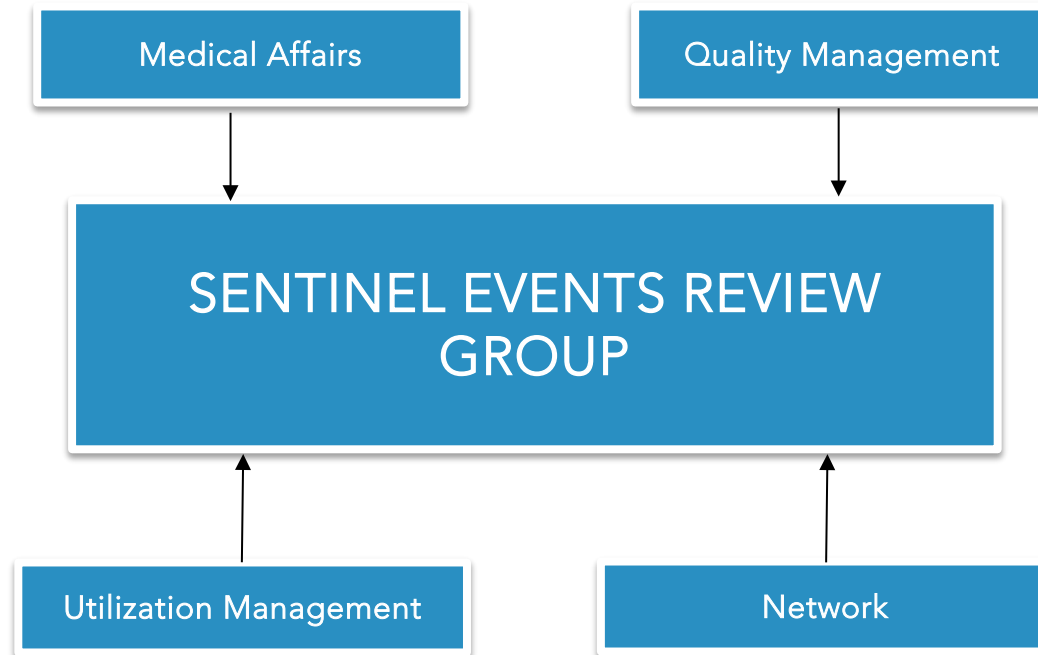 Medical Affairs
Quality Management
SENTINEL EVENTS REVIEW
GROUP
Utilization Management
Network